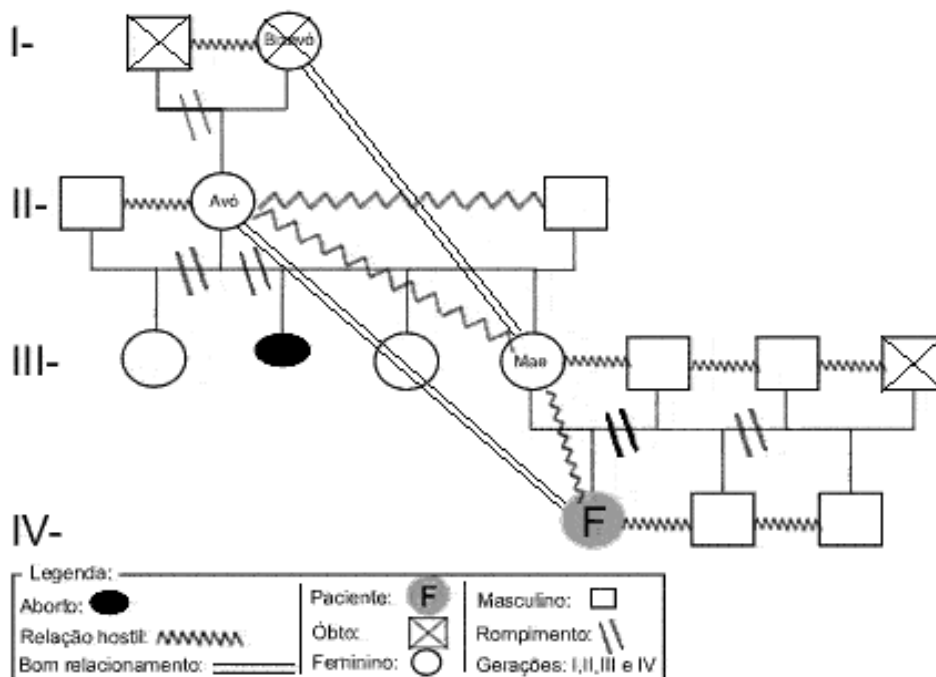 I-
Bisavó
II-
Avó
III-
Mae
F
IV-
Legenda:
Aborto:
Relação hostil:
Bom relacionamento:
Paciente: F
Óbto:
Feminino:
Masculino:
Rompimento:
Gerações: I,II,III e IV